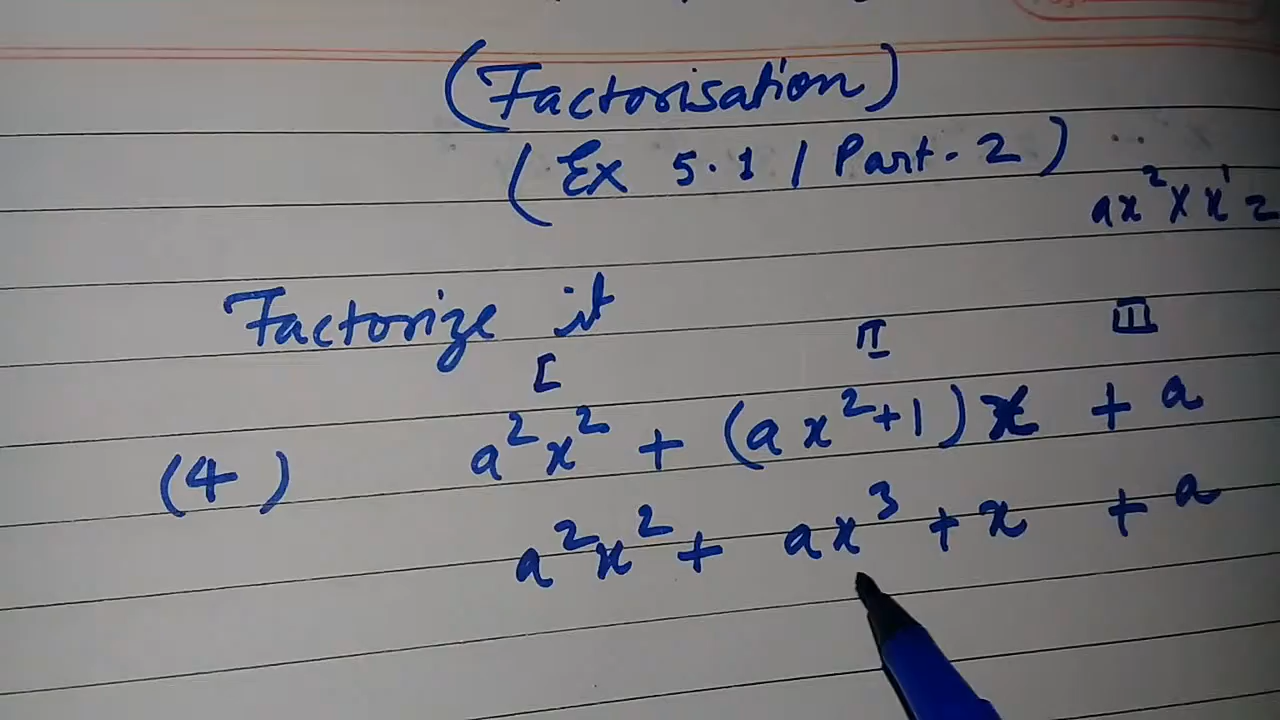 (Factorisation)
(Ex 5.1 / Part-2)
ax²×x¹=
Factorize it
I II III
(4) a²x² + (ax²+1)x + a
a²x² + ax³ + x + a